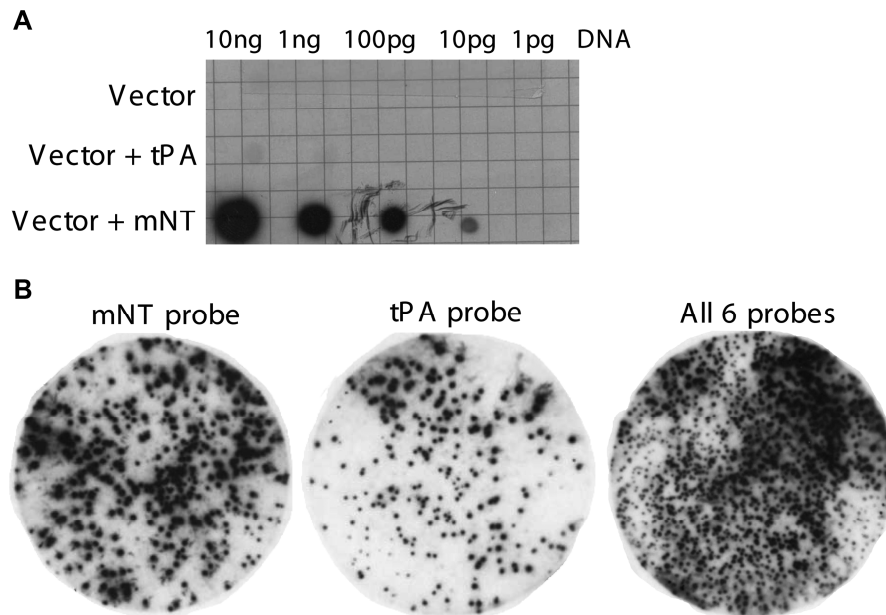 A
10ng 1ng 100pg 10pg 1pg DNA
Vector
Vector + tPA
Vector + mNT
B
mNT probe tPA probe All 6 probes